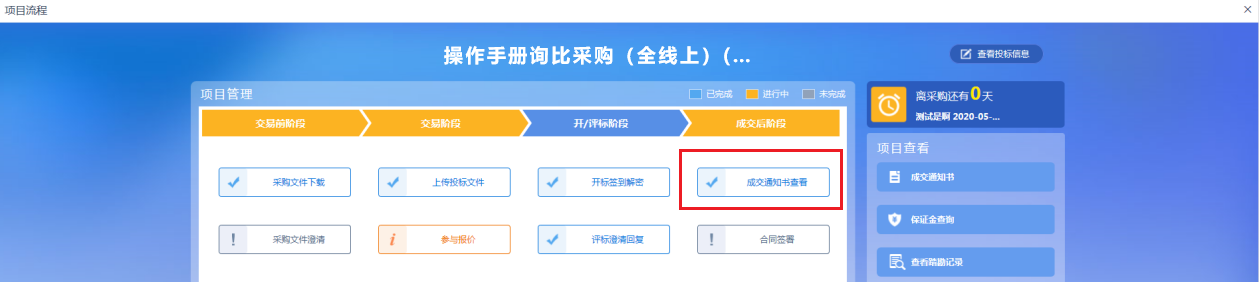 项目流程
操作手册询比采购（全线上）(...
查看投标信息
项目管理
已完成 进行中 未完成
离采购还有0天
测试是啊 2020-05-...
交易前阶段 交易阶段 开/评标阶段 成交后阶段
项目查看
采购文件下载 上传投标文件 开标签到解密 成交通知书查看
成交通知书
保证金查询
采购文件澄清 参与报价 评标澄清回复 合同签署
查看踏勘记录